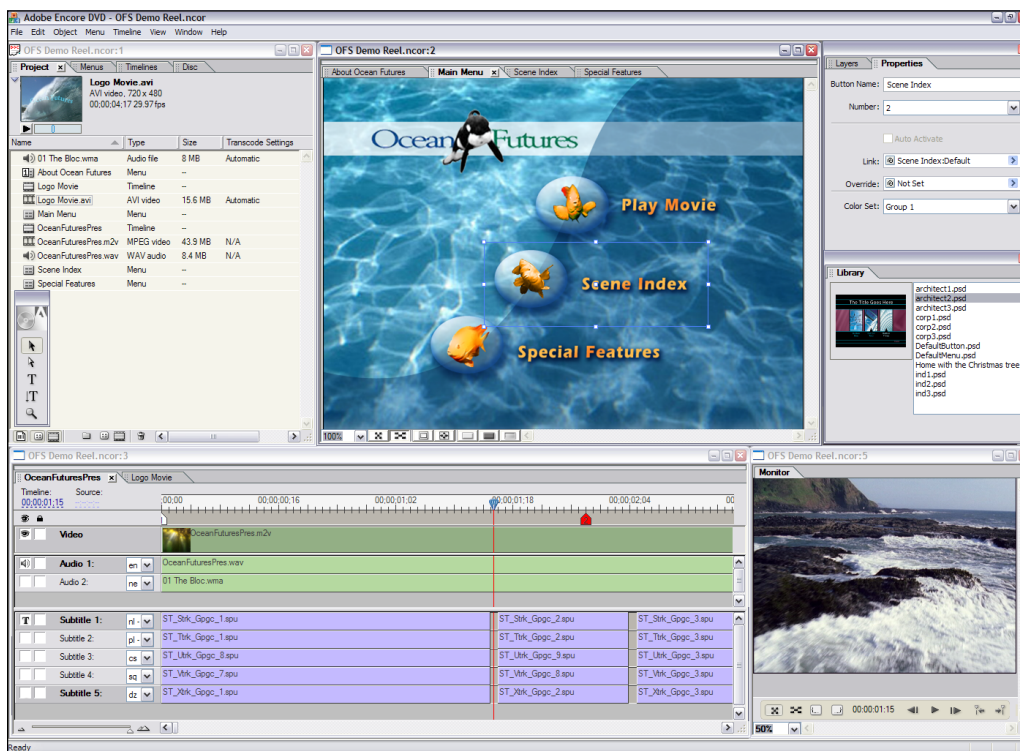 Adobe Encore DVD - OFS Demo Reel.ncor
File Edit Object Menu Timeline View Window Help
OFS Demo Reel.ncor:1
Project x Menus Timelines Disc
Logo Movie.avi
AVI video, 720 x 480
00;00;04;17 29.97 fps
Name Type Size Transcode Settings
01 The Bloc.wma Audio file 8 MB Automatic
About Ocean Futures Menu --
Logo Movie Timeline --
Logo Movie.avi AVI video 15.6 MB Automatic
Main Menu Menu --
OceanFuturesPres Timeline --
OceanFuturesPres.m2v MPEG video 43.9 MB N/A
OceanFuturesPres.wav WAV audio 8.4 MB N/A
Scene Index Menu --
Special Features Menu --
T
IT
OFS Demo Reel.ncor:2
About Ocean Futures Main Menu x Scene Index Special Features
Ocean Futures
Play Movie
Scene Index
Special Features
100%
Layers Properties
Button Name: Scene Index
Number: 2
Auto Activate
Link: Scene Index:Default
Override: Not Set
Color Set: Group 1
Library
The Title Goes Here
architect1.psd
architect2.psd
architect3.psd
corp1.psd
corp2.psd
corp3.psd
DefaultButton.psd
DefaultMenu.psd
Home with the Christmas tree
ind1.psd
ind2.psd
ind3.psd
OFS Demo Reel.ncor:3
OceanFuturesPres x Logo Movie
Timeline: Source:
00;00;01;15
00;00 00;00;00;16 00;00;01;02 00;00;01;18 00;00;02;04 00
Video OceanFuturesPres.m2v
Audio 1: en OceanFuturesPres.wav
Audio 2: ne 01 The Bloc.wma
T Subtitle 1: nl - ST_Strk_Gpgc_1.spu ST_Strk_Gpgc_2.spu ST_Strk_Gpgc_3.spu
Subtitle 2: pl - ST_Ttrk_Gpgc_1.spu ST_Ttrk_Gpgc_2.spu ST_Ttrk_Gpgc_3.spu
Subtitle 3: cs ST_Utrk_Gpgc_8.spu ST_Utrk_Gpgc_9.spu ST_Utrk_Gpgc_3.spu
Subtitle 4: sq ST_Vtrk_Gpgc_7.spu ST_Vtrk_Gpgc_8.spu ST_Vtrk_Gpgc_3.spu
Subtitle 5: dz ST_Xtrk_Gpgc_1.spu ST_Xtrk_Gpgc_2.spu ST_Xtrk_Gpgc_3.spu
OFS Demo Reel.ncor:5
Monitor
00:00:01:15
50%
Ready